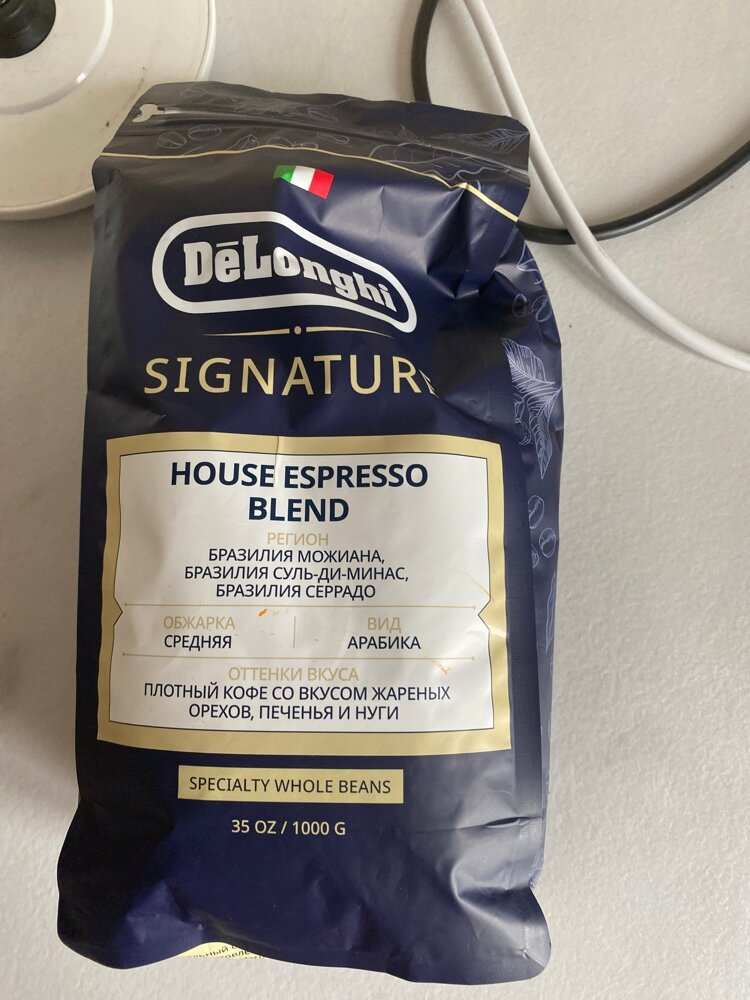 DēLonghi
SIGNATURE
HOUSE ESPRESSO
BLEND
РЕГИОН
БРАЗИЛИЯ МОЖИАНА,
БРАЗИЛИЯ СУЛЬ-ДИ-МИНАС,
БРАЗИЛИЯ СЕРРАДО
ОБЖАРКА ВИД
СРЕДНЯЯ АРАБИКА
ОТТЕНКИ ВКУСА
ПЛОТНЫЙ КОФЕ СО ВКУСОМ ЖАРЕНЫХ
ОРЕХОВ, ПЕЧЕНЬЯ И НУГИ
SPECIALTY WHOLE BEANS
35 OZ / 1000 G